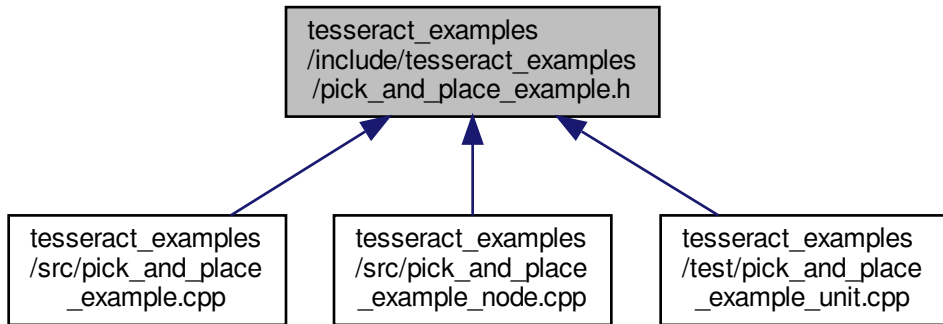 tesseract_examples
/include/tesseract_examples
/pick_and_place_example.h
tesseract_examples
/src/pick_and_place
_example.cpp
tesseract_examples
/src/pick_and_place
_example_node.cpp
tesseract_examples
/test/pick_and_place
_example_unit.cpp